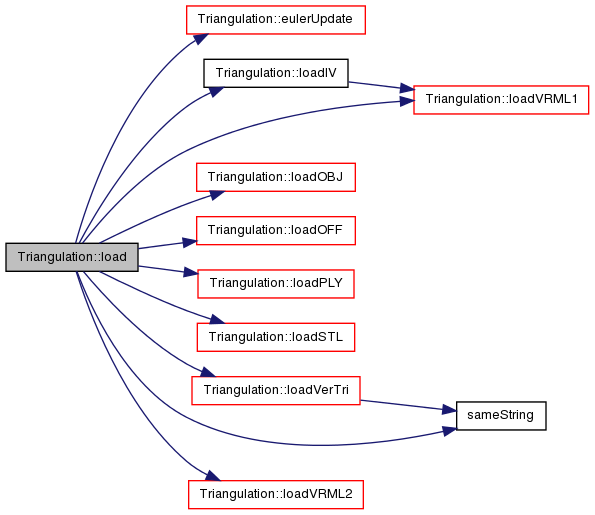 Triangulation::eulerUpdate
Triangulation::loadIV
Triangulation::loadVRML1
Triangulation::loadOBJ
Triangulation::loadOFF
Triangulation::load
Triangulation::loadPLY
Triangulation::loadSTL
Triangulation::loadVerTri
sameString
Triangulation::loadVRML2